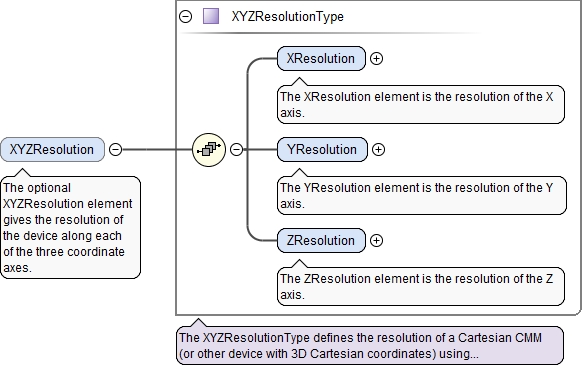 XYZResolutionType
XResolution
The XResolution element is the resolution of the X
axis.
XYZResolution
The optional
XYZResolution element
gives the resolution of
the device along each
of the three coordinate
axes.
YResolution
The YResolution element is the resolution of the Y
axis.
ZResolution
The ZResolution element is the resolution of the Z
axis.
The XYZResolutionType defines the resolution of a Cartesian CMM
(or other device with 3D Cartesian coordinates) using...